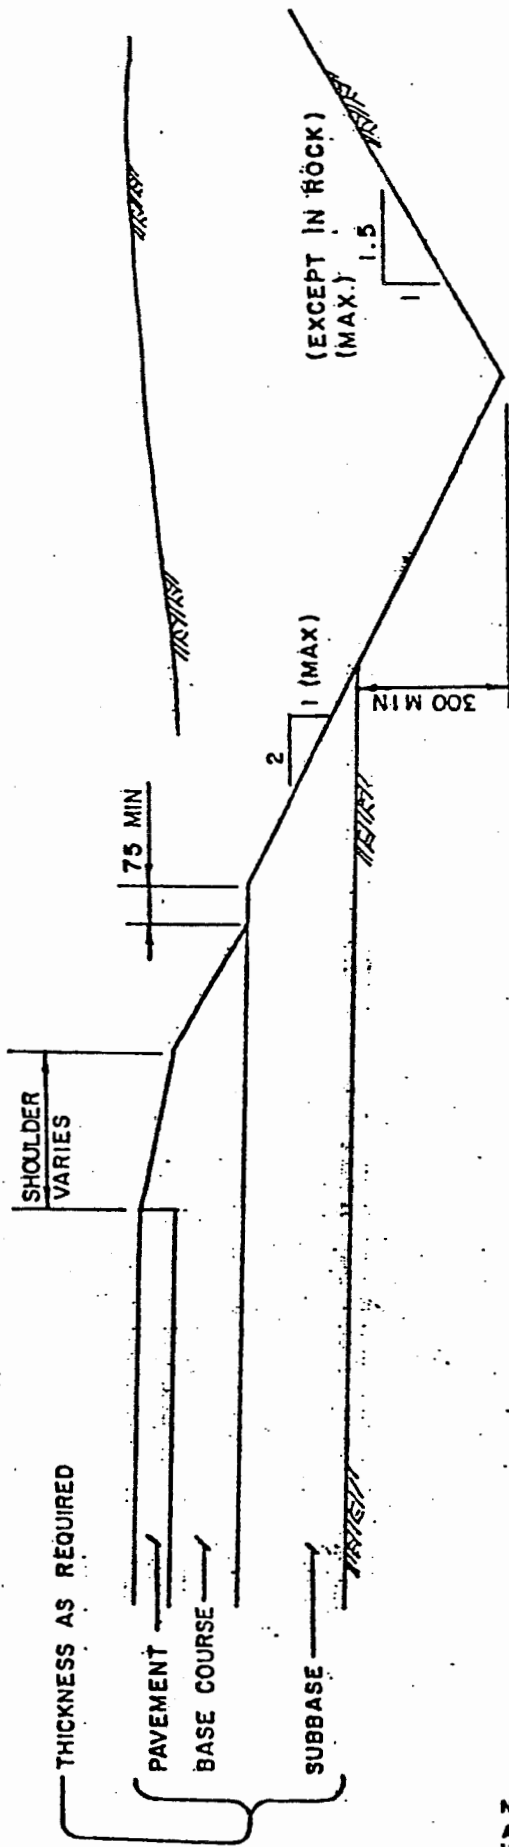 THICKNESS AS REQUIRED
PAVEMENT
BASE COURSE
SUBBASE
SHOULDER
VARIES
75 MIN
2
1 (MAX)
300 MIN
(EXCEPT IN ROCK)
(MAX.)
1.5
1